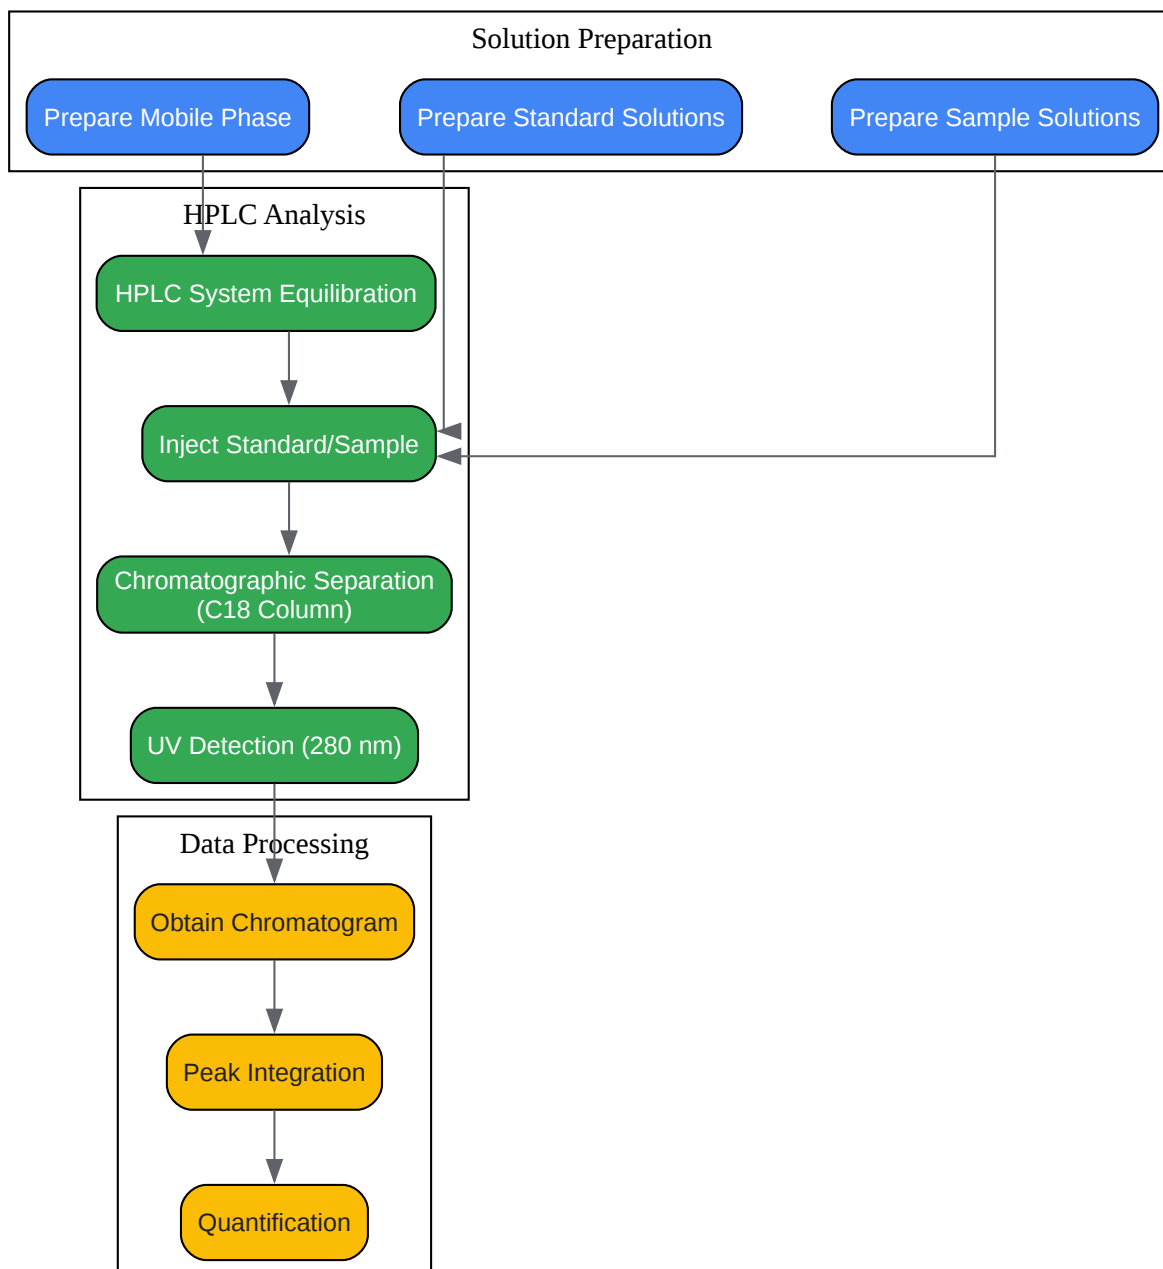 Solution Preparation
Prepare Mobile Phase
Prepare Standard Solutions
Prepare Sample Solutions
HPLC Analysis
HPLC System Equilibration
Inject Standard/Sample
Chromatographic Separation
(C18 Column)
UV Detection (280 nm)
Data Processing
Obtain Chromatogram
Peak Integration
Quantification